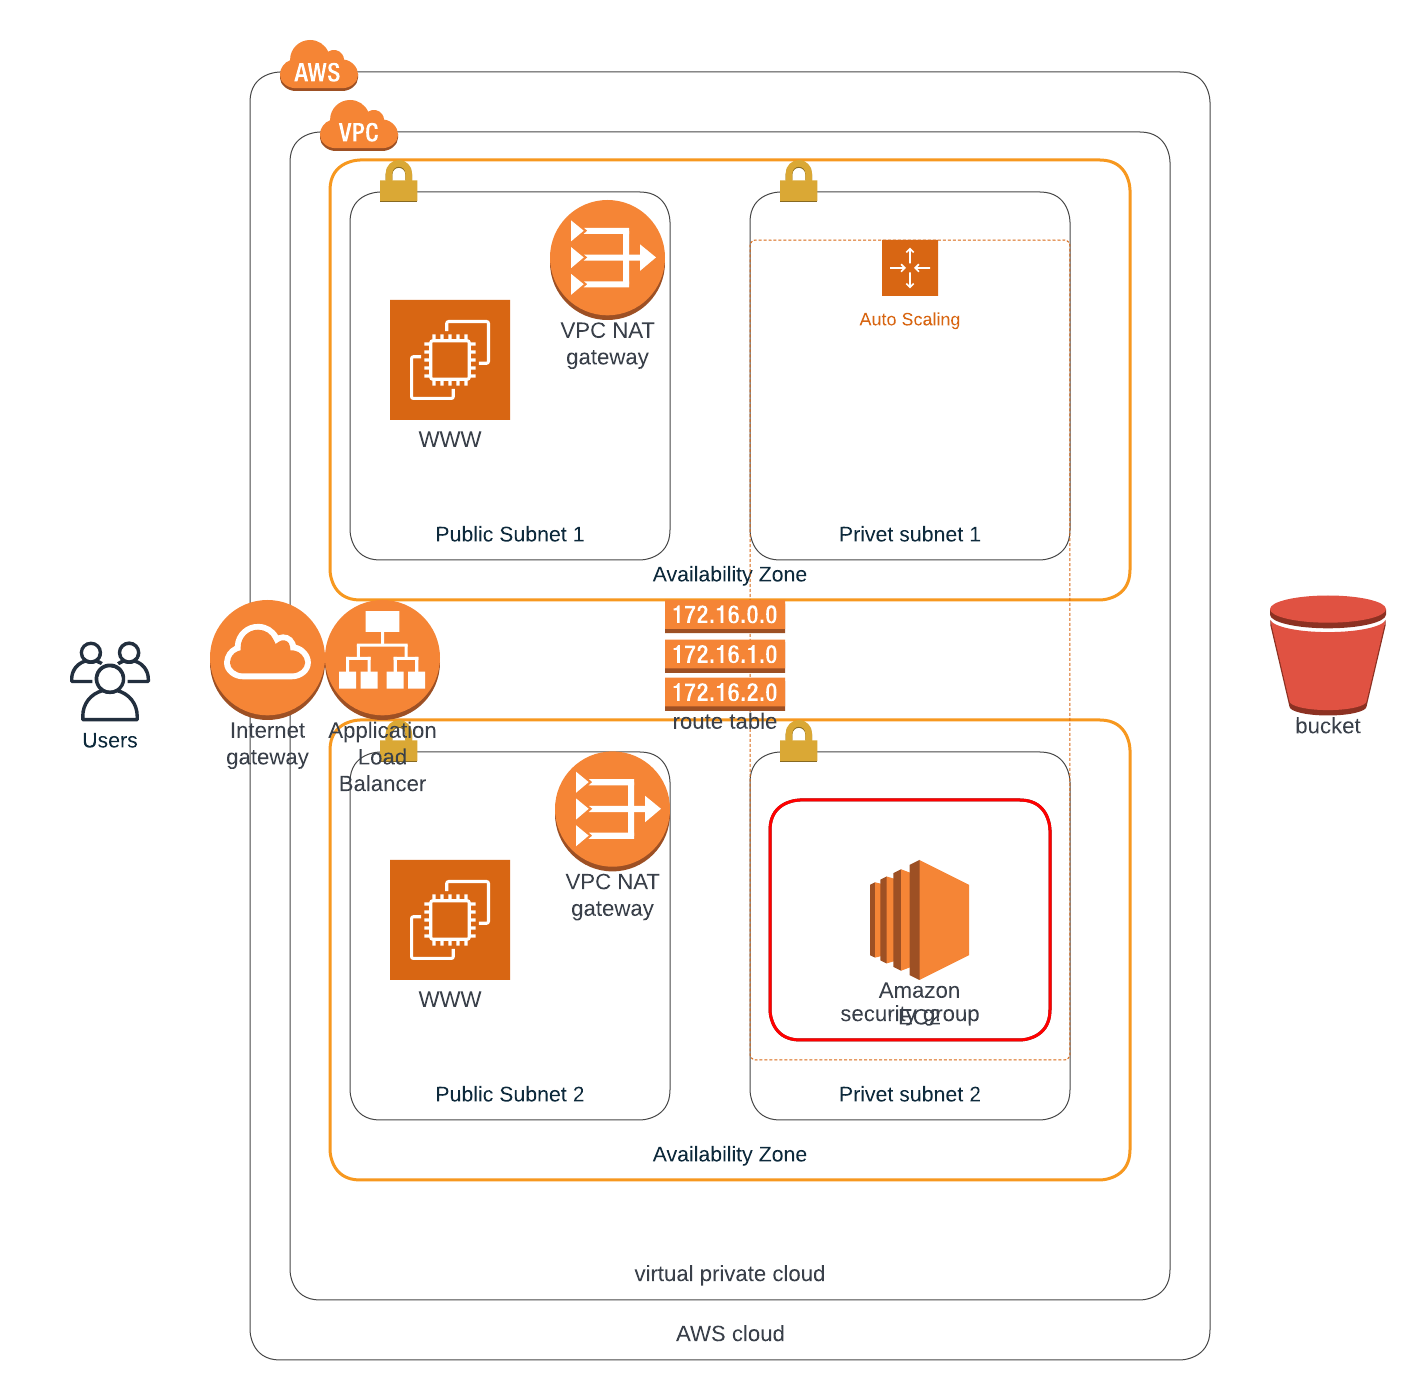 AWS
VPC
VPC NAT
gateway
WWW
Auto Scaling
Public Subnet 1
Privet subnet 1
Availability Zone
172.16.0.0
172.16.1.0
172.16.2.0
route table
Users
Internet
gateway
Application
Load
Balancer
bucket
VPC NAT
gateway
WWW
Amazon
EC2
security group
Public Subnet 2
Privet subnet 2
Availability Zone
virtual private cloud
AWS cloud